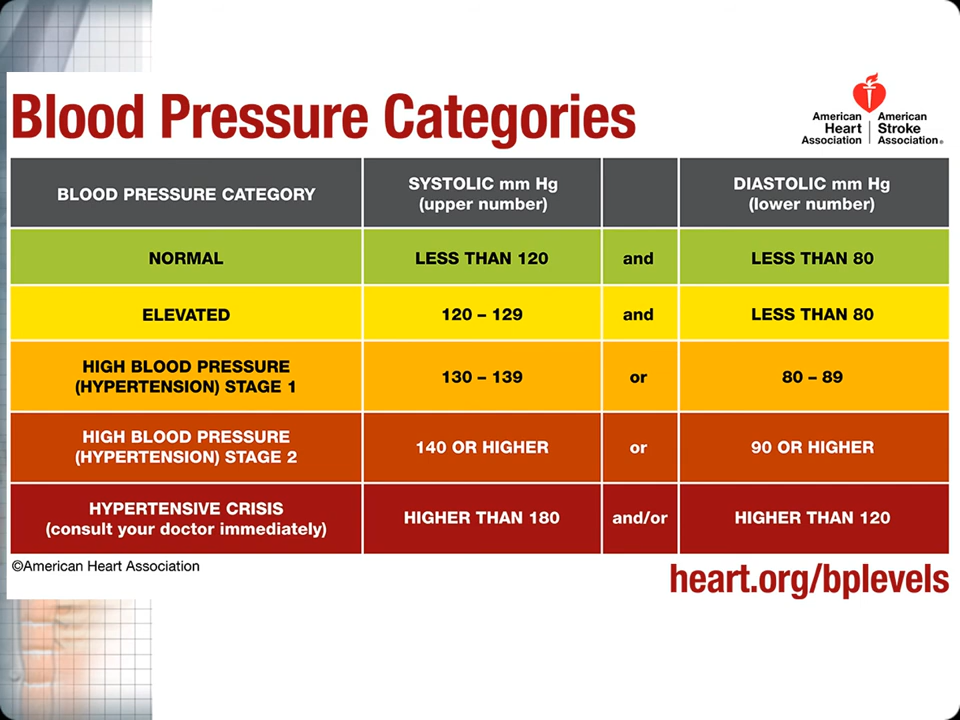 Blood Pressure Categories
American Heart Association
American Stroke Association®
BLOOD PRESSURE CATEGORY
SYSTOLIC mm Hg
(upper number)
DIASTOLIC mm Hg
(lower number)
NORMAL
LESS THAN 120
and
LESS THAN 80
ELEVATED
120 – 129
and
LESS THAN 80
HIGH BLOOD PRESSURE
(HYPERTENSION) STAGE 1
130 – 139
or
80 – 89
HIGH BLOOD PRESSURE
(HYPERTENSION) STAGE 2
140 OR HIGHER
or
90 OR HIGHER
HYPERTENSIVE CRISIS
(consult your doctor immediately)
HIGHER THAN 180
and/or
HIGHER THAN 120
©American Heart Association
heart.org/bplevels